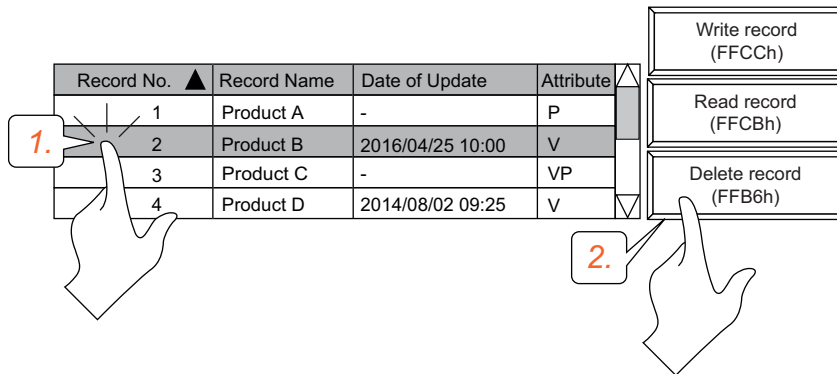 Record No. ▲ Record Name Date of Update Attribute
1 Product A - P
2 Product B 2016/04/25 10:00 V
3 Product C - VP
4 Product D 2014/08/02 09:25 V
Write record
(FFCCh)
Read record
(FFCBh)
Delete record
(FFB6h)
1.
2.